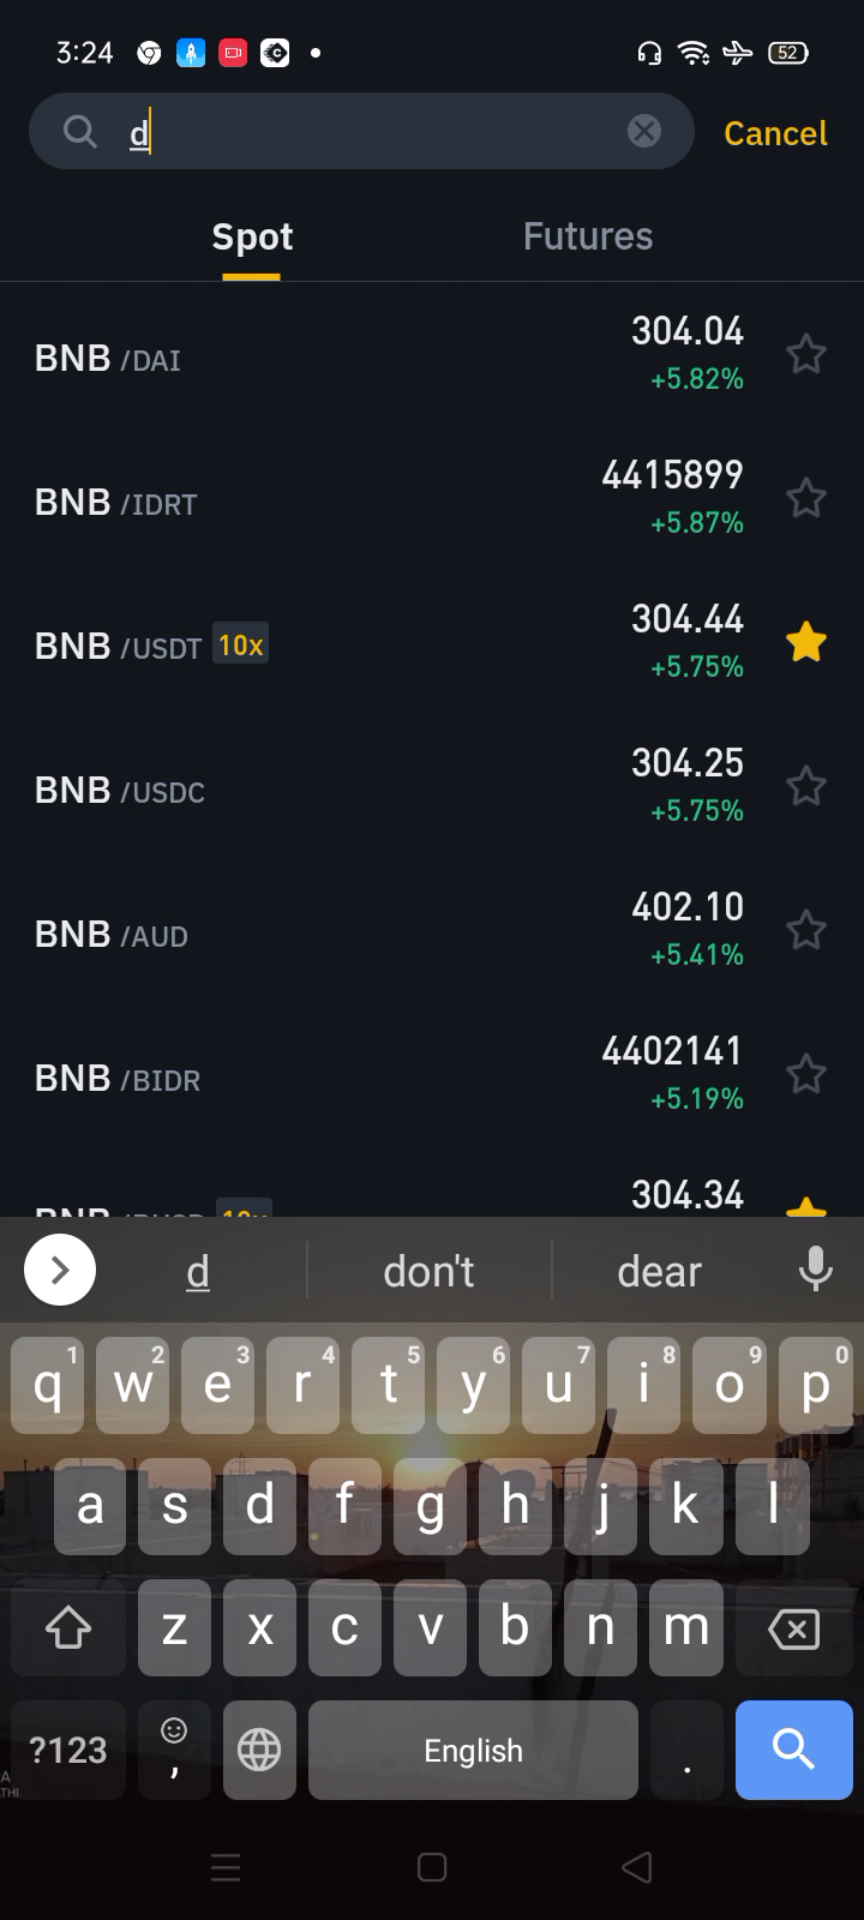 3:24 52
d Cancel
Spot Futures
BNB /DAI 304.04
+5.82%
BNB /IDRT 4415899
+5.87%
BNB /USDT 10x 304.44
+5.75%
BNB /USDC 304.25
+5.75%
BNB /AUD 402.10
+5.41%
BNB /BIDR 4402141
+5.19%
BNB 304.34
d don't dear
1 2 3 4 5 6 7 8 9 0
q w e r t y u i o p
a s d f g h j k l
z x c v b n m
?123 , English .